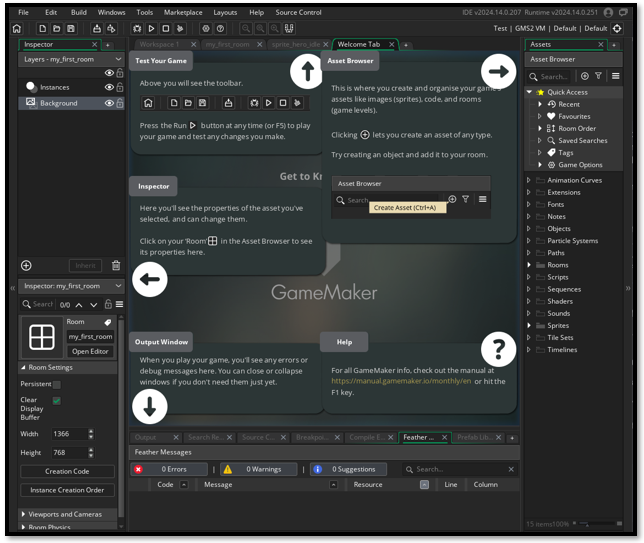 File Edit Build Windows Tools Marketplace Layouts Help Source Control IDE v2024.14.0.207 Runtime v2024.14.0.251
Test | GMS2 VM | Default | Default
Inspector
Workspace 1 my_first_room sprite_hero_idle Welcome Tab
Assets
Layers - my_first_room
Instances
Background
Inherit
Inspector: my_first_room
Search
0/0
Room
my_first_room
Open Editor
Room Settings
Persistent
Clear
Display
Buffer
Width 1366
Height 768
Creation Code
Instance Creation Order
Viewports and Cameras
Room Physics
Test Your Game
Above you will see the toolbar.
Press the Run button at any time (or F5) to play
your game and test any changes you make.
Inspector
Here you'll see the properties of the asset you've
selected, and can change them.
Click on your 'Room' in the Asset Browser to see
its properties here.
Output Window
When you play your game, you'll see any errors or
debug messages here. You can close or collapse
windows if you don't need them just yet.
Asset Browser
This is where you create and organise your game's
assets like images (sprites), code, and rooms
(game levels).
Clicking lets you create an asset of any type.
Try creating an object and add it to your room.
Asset Browser
Search
Create Asset (Ctrl+A)
Get to Kn
GameMaker
Help
?
For all GameMaker info, check out the manual at
https://manual.gamemaker.io/monthly/en or hit the
F1 key.
Output Search Re... Source C... Breakpoi... Compile E... Feather ... Prefab Lib...
Feather Messages
0 Errors | 0 Warnings | 0 Suggestions Search...
Code Message Resource Line Column
Asset Browser
Search...
Quick Access
Recent
Favourites
Room Order
Saved Searches
Tags
Game Options
Animation Curves
Extensions
Fonts
Notes
Objects
Particle Systems
Paths
Rooms
Scripts
Sequences
Shaders
Sounds
Sprites
Tile Sets
Timelines
15 items 100%